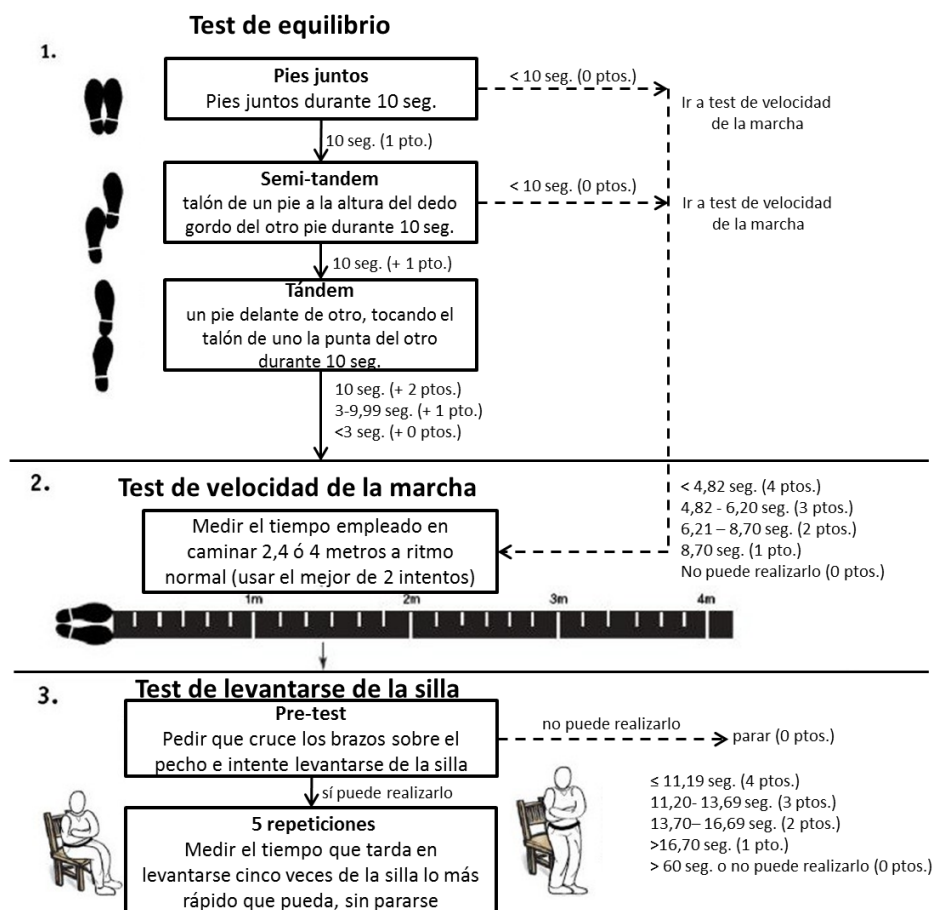 Test de equilibrio
1.
Pies juntos
Pies juntos durante 10 seg.
< 10 seg. (0 ptos.)
Ir a test de velocidad
de la marcha
10 seg. (1 pto.)
Semi-tandem
talón de un pie a la altura del dedo
gordo del otro pie durante 10 seg.
< 10 seg. (0 ptos.)
Ir a test de velocidad
de la marcha
10 seg. (+ 1 pto.)
Tándem
un pie delante de otro, tocando el
talón de uno la punta del otro
durante 10 seg.
10 seg. (+ 2 ptos.)
3-9,99 seg. (+ 1 pto.)
<3 seg. (+ 0 ptos.)
2.
Test de velocidad de la marcha
Medir el tiempo empleado en
caminar 2,4 ó 4 metros a ritmo
normal (usar el mejor de 2 intentos)
< 4,82 seg. (4 ptos.)
4,82 - 6,20 seg. (3 ptos.)
6,21 – 8,70 seg. (2 ptos.)
8,70 seg. (1 pto.)
No puede realizarlo (0 ptos.)
1m 2m 3m 4m
3.
Test de levantarse de la silla
Pre-test
Pedir que cruce los brazos sobre el
pecho e intente levantarse de la silla
no puede realizarlo
parar (0 ptos.)
sí puede realizarlo
5 repeticiones
Medir el tiempo que tarda en
levantarse cinco veces de la silla lo más
rápido que pueda, sin pararse
≤ 11,19 seg. (4 ptos.)
11,20- 13,69 seg. (3 ptos.)
13,70– 16,69 seg. (2 ptos.)
>16,70 seg. (1 pto.)
> 60 seg. o no puede realizarlo (0 ptos.)